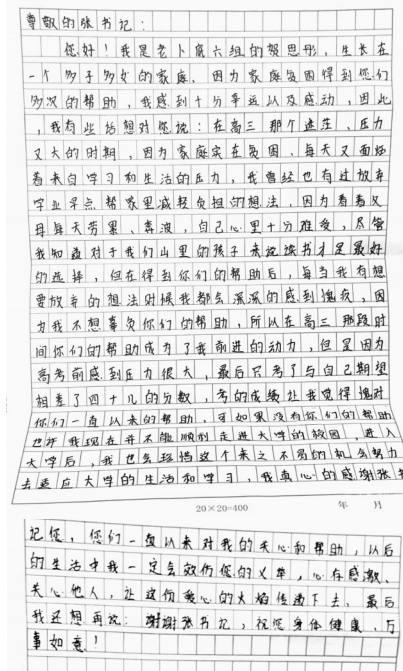 尊敬的张书记：
您好！我是老卜底六组的贺思彤，生长在
一个多子多女的家庭，因为家庭贫困得到您们
多次的帮助，我感到十分幸运以及感动，因此
，我有些话想对您说：在高三那个迷茫、压力
又大的时期，因为家庭实在贫困、每天又面临
着来自学习和生活的压力，我曾经也有过放弃
学业早点帮家里减轻负担的想法，因为看着父
母每天劳累、奔波，自己心里十分难受，尽管
我知道对于我们山里的孩子来说读书才是最好
的选择，但在得到你们的帮助后，每当我有想
要放弃的想法时候我都会深深的感到愧疚，因
为我不想辜负你们的帮助，所以在高三那段时
间你们的帮助成为了我前进的动力，但是因为
高考前感到压力很大，最后只考了与自己期望
相差了四十几的分数，考的成绩让我觉得愧对
你们一直以来的帮助，可如果没有你们的帮助
也许我现在并不能顺利走进大学的校园，进入
大学后，我也会珍惜这个来之不易的机会努力
去适应大学的生活和学习，我真心的感谢张书
20×20=400 年 月
记您，您们一直以来对我的关心和帮助，以后
的生活中我一定会效仿您的义举，心存感激、
关心他人，让这份爱心的火焰传递下去，最后
我还想再说：谢谢张书记，祝您身体健康，万
事如意！